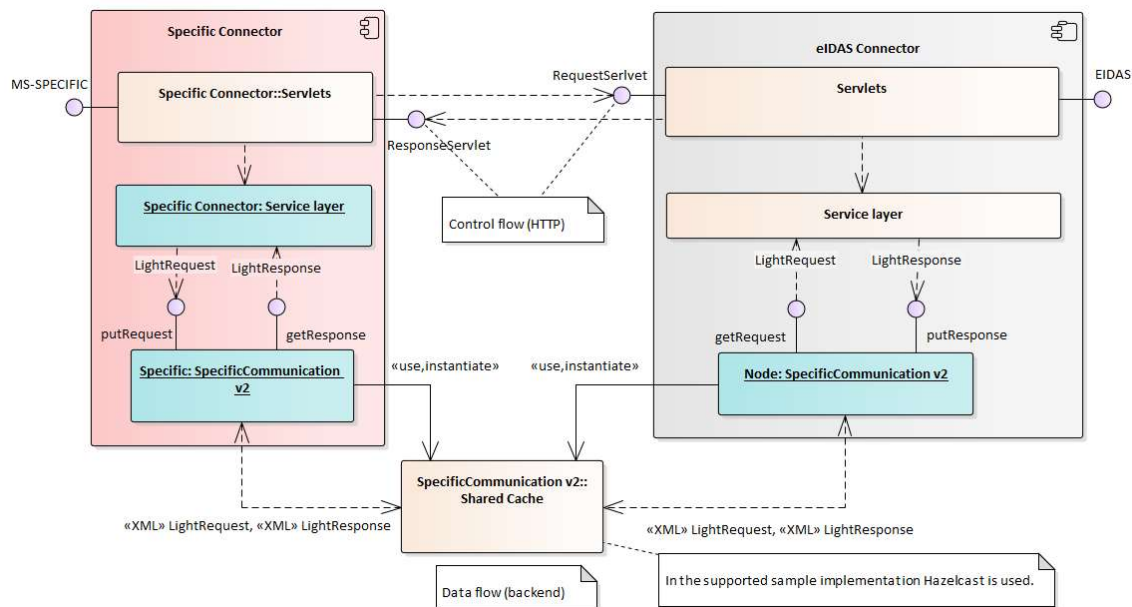 Specific Connector
eIDAS Connector
MS-SPECIFIC
Specific Connector::Servlets
RequestSerlvet
Servlets
EIDAS
ResponseServlet
Specific Connector: Service layer
Control flow (HTTP)
Service layer
LightRequest
LightResponse
LightRequest
LightResponse
putRequest
getResponse
getRequest
putResponse
Specific: SpecificCommunication
v2
«use,instantiate»
«use,instantiate»
Node: SpecificCommunication v2
SpecificCommunication v2::
Shared Cache
«XML» LightRequest, «XML» LightResponse
«XML» LightRequest, «XML» LightResponse
Data flow (backend)
In the supported sample implementation Hazelcast is used.